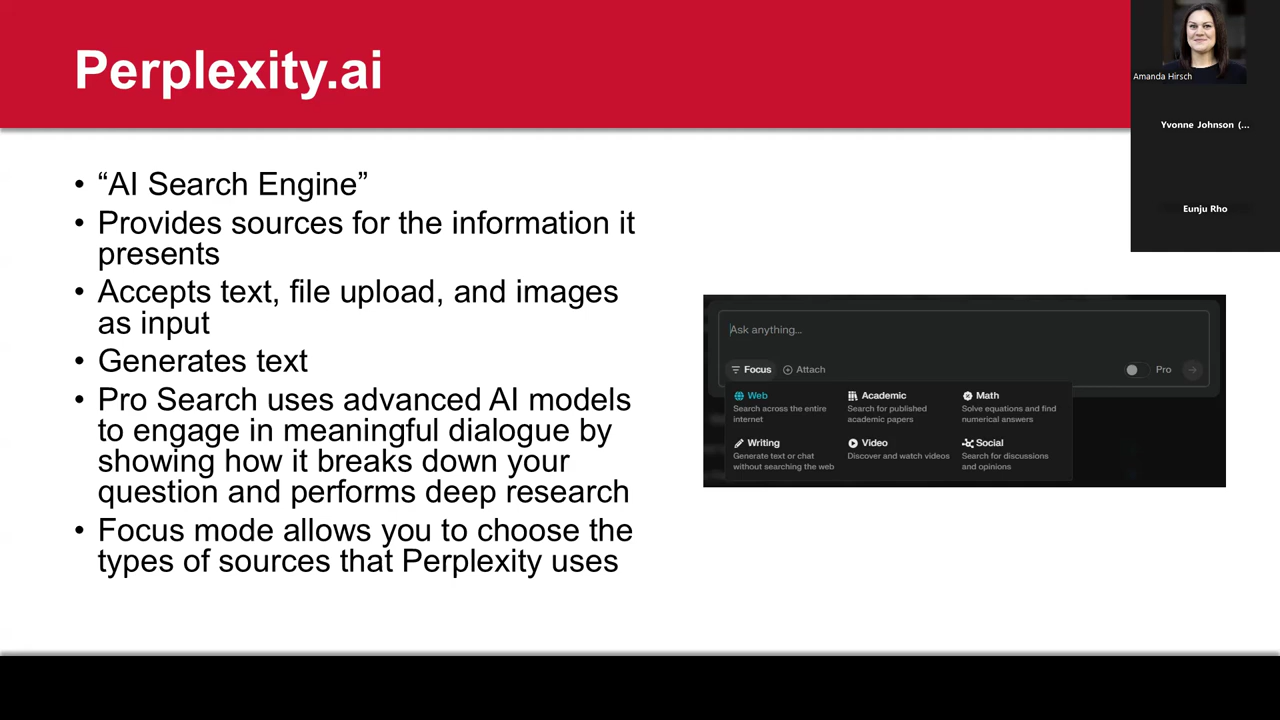 Perplexity.ai
Amanda Hirsch
Yvonne Johnson (...
Eunju Rho
• “AI Search Engine”
• Provides sources for the information it
presents
• Accepts text, file upload, and images
as input
• Generates text
• Pro Search uses advanced AI models
to engage in meaningful dialogue by
showing how it breaks down your
question and performs deep research
• Focus mode allows you to choose the
types of sources that Perplexity uses
Ask anything...
Focus Attach Pro
Web
Search across the entire
internet
Academic
Search for published
academic papers
Math
Solve equations and find
numerical answers
Writing
Generate text or chat
without searching the web
Video
Discover and watch videos
Social
Search for discussions
and opinions